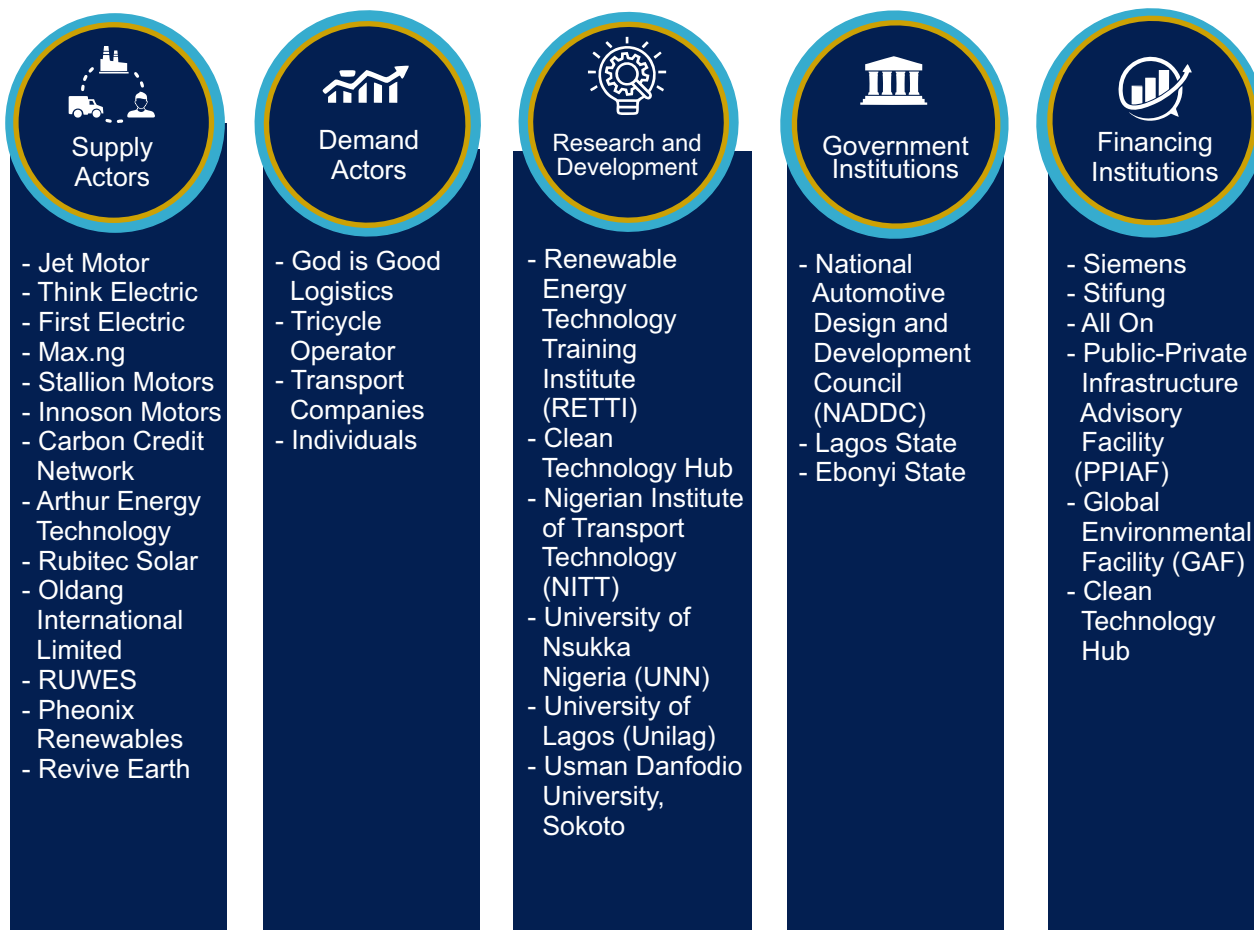 Supply
Actors
- Jet Motor
- Think Electric
- First Electric
- Max.ng
- Stallion Motors
- Innoson Motors
- Carbon Credit
Network
- Arthur Energy
Technology
- Rubitec Solar
- Oldang
International
Limited
- RUWES
- Pheonix
Renewables
- Revive Earth
Demand
Actors
- God is Good
Logistics
- Tricycle
Operator
- Transport
Companies
- Individuals
Research and
Development
- Renewable
Energy
Technology
Training
Institute
(RETTI)
- Clean
Technology Hub
- Nigerian Institute
of Transport
Technology
(NITT)
- University of
Nsukka
Nigeria (UNN)
- University of
Lagos (Unilag)
- Usman Danfodio
University,
Sokoto
Government
Institutions
- National
Automotive
Design and
Development
Council
(NADDC)
- Lagos State
- Ebonyi State
Financing
Institutions
- Siemens
- Stifung
- All On
- Public-Private
Infrastructure
Advisory
Facility
(PPIAF)
- Global
Environmental
Facility (GAF)
- Clean
Technology
Hub